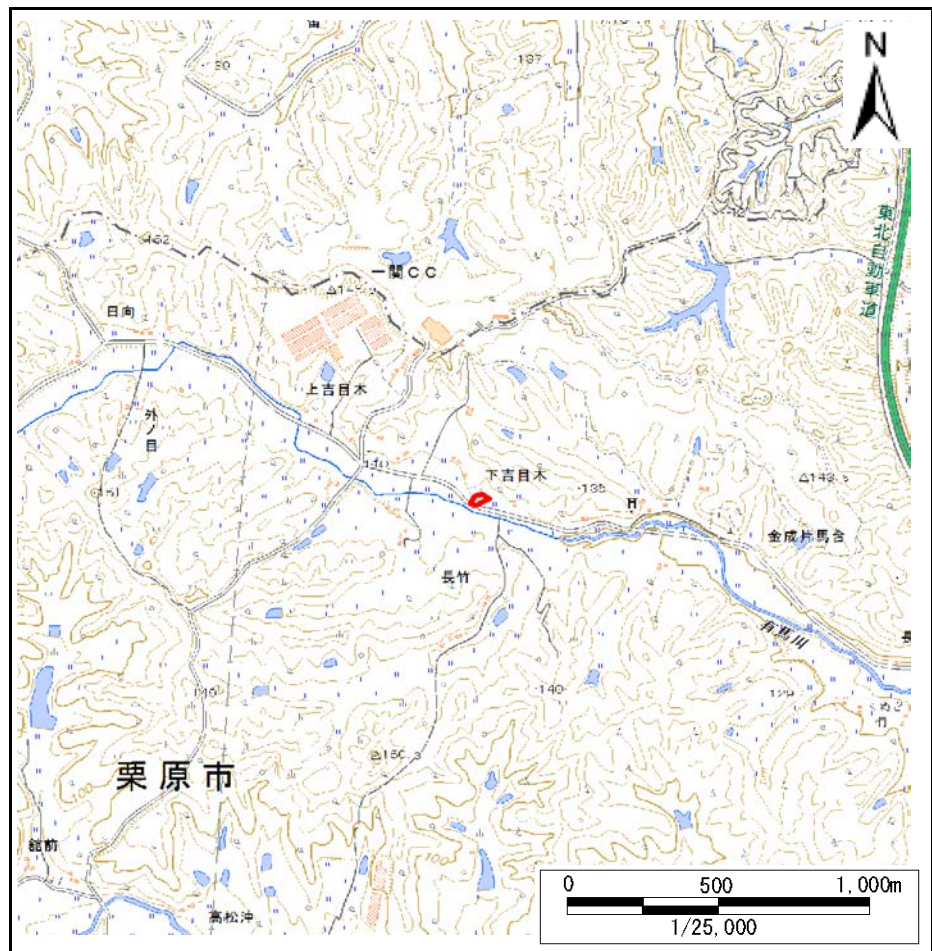 N
137
162
東北自動車道
一関CC
日向
上吉目木
外ノ目
下吉目木
135
金成片馬合
長竹
有馬川
140
129
栗原市
館前
高松沖
0 500 1,000m
1/25,000